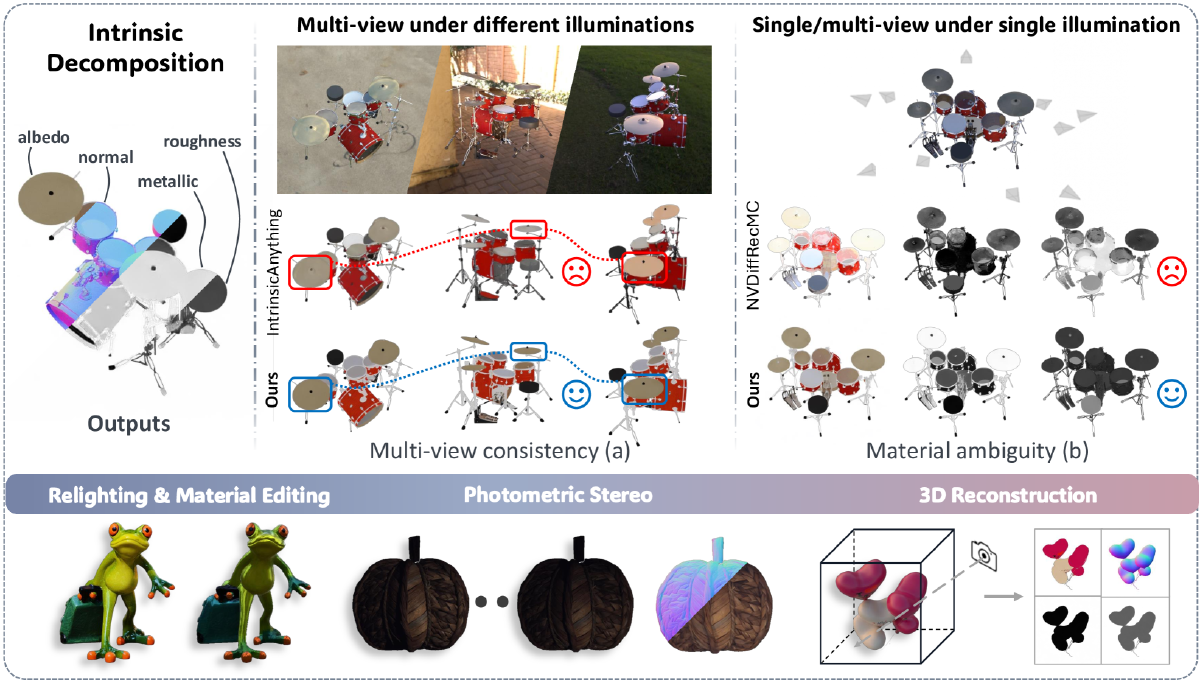 Intrinsic
Decomposition
albedo
normal
roughness
metallic
Outputs
Multi-view under different illuminations
IntrinsicAnything
Ours
Multi-view consistency (a)
Single/multi-view under single illumination
NVDiffRecMC
Ours
Material ambiguity (b)
Relighting & Material Editing
Photometric Stereo
3D Reconstruction